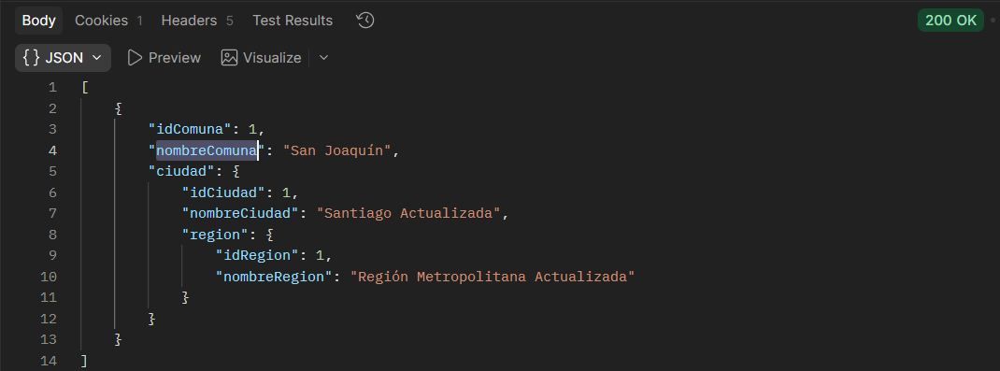 Body Cookies 1 Headers 5 Test Results 200 OK
{} JSON Preview Visualize
1 [
2 {
3 "idComuna": 1,
4 "nombreComuna": "San Joaquín",
5 "ciudad": {
6 "idCiudad": 1,
7 "nombreCiudad": "Santiago Actualizada",
8 "region": {
9 "idRegion": 1,
10 "nombreRegion": "Región Metropolitana Actualizada"
11 }
12 }
13 }
14 ]